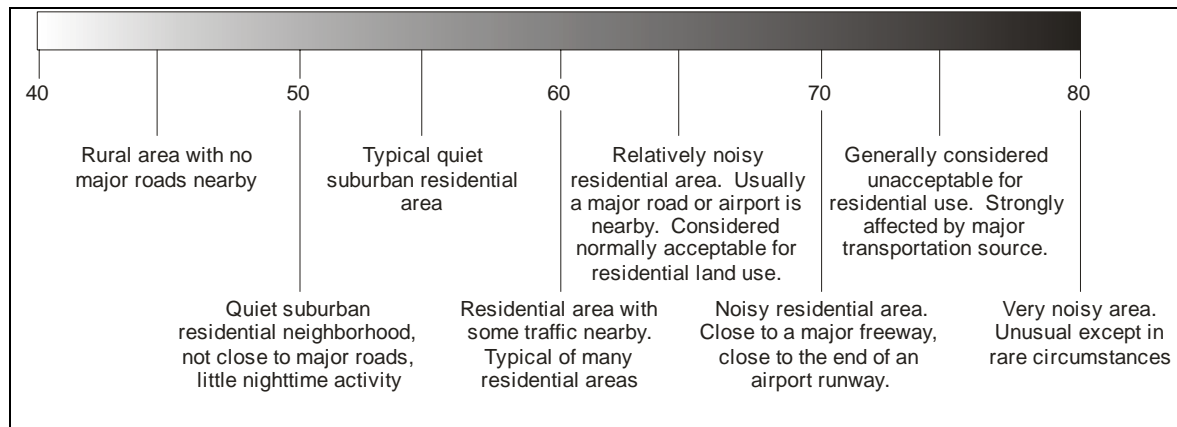 40
50
60
70
80
Rural area with no
major roads nearby
Typical quiet
suburban residential
area
Relatively noisy
residential area. Usually
a major road or airport is
nearby. Considered
normally acceptable for
residential land use.
Generally considered
unacceptable for
residential use. Strongly
affected by major
transportation source.
Quiet suburban
residential neighborhood,
not close to major roads,
little nighttime activity
Residential area with
some traffic nearby.
Typical of many
residential areas
Noisy residential area.
Close to a major freeway,
close to the end of an
airport runway.
Very noisy area.
Unusual except in
rare circumstances